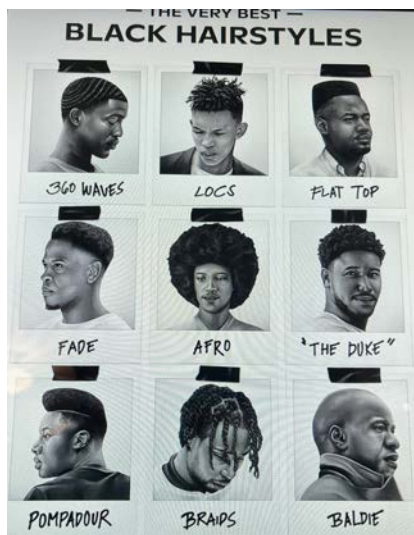 — THE VERY BEST —
BLACK HAIRSTYLES
360 WAVES
LOCS
FLAT TOP
FADE
AFRO
"THE DUKE"
POMPADOUR
BRAIDS
BALDIE